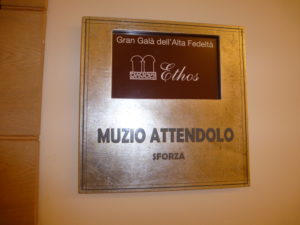 Gran Galà dell'Alta Fedeltà
Ethos
MUZIO ATTENDOLO
SFORZA